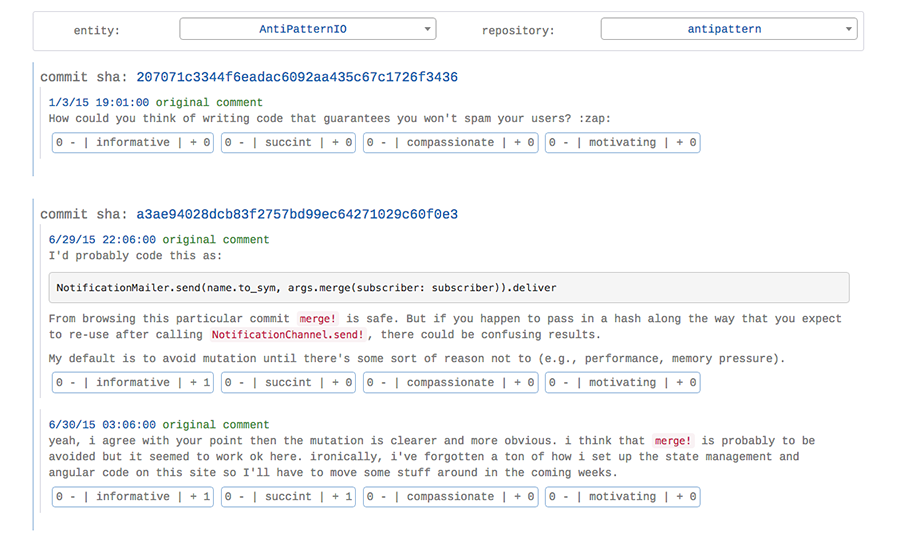 entity: AntiPatternIO repository: antipattern
commit sha: 207071c3344f6eadac6092aa435c67c1726f3436
1/3/15 19:01:00 original comment
How could you think of writing code that guarantees you won't spam your users? :zap:
0 - | informative | + 0 0 - | succint | + 0 0 - | compassionate | + 0 0 - | motivating | + 0
commit sha: a3ae94028dcb83f2757bd99ec64271029c60f0e3
6/29/15 22:06:00 original comment
I'd probably code this as:
NotificationMailer.send(name.to_sym, args.merge(subscriber: subscriber)).deliver
From browsing this particular commit merge! is safe. But if you happen to pass in a hash along the way that you expect
to re-use after calling NotificationChannel.send!, there could be confusing results.
My default is to avoid mutation until there's some sort of reason not to (e.g., performance, memory pressure).
0 - | informative | + 1 0 - | succint | + 0 0 - | compassionate | + 0 0 - | motivating | + 0
6/30/15 03:06:00 original comment
yeah, i agree with your point then the mutation is clearer and more obvious. i think that merge! is probably to be
avoided but it seemed to work ok here. ironically, i've forgotten a ton of how i set up the state management and
angular code on this site so I'll have to move some stuff around in the coming weeks.
0 - | informative | + 1 0 - | succint | + 1 0 - | compassionate | + 0 0 - | motivating | + 0